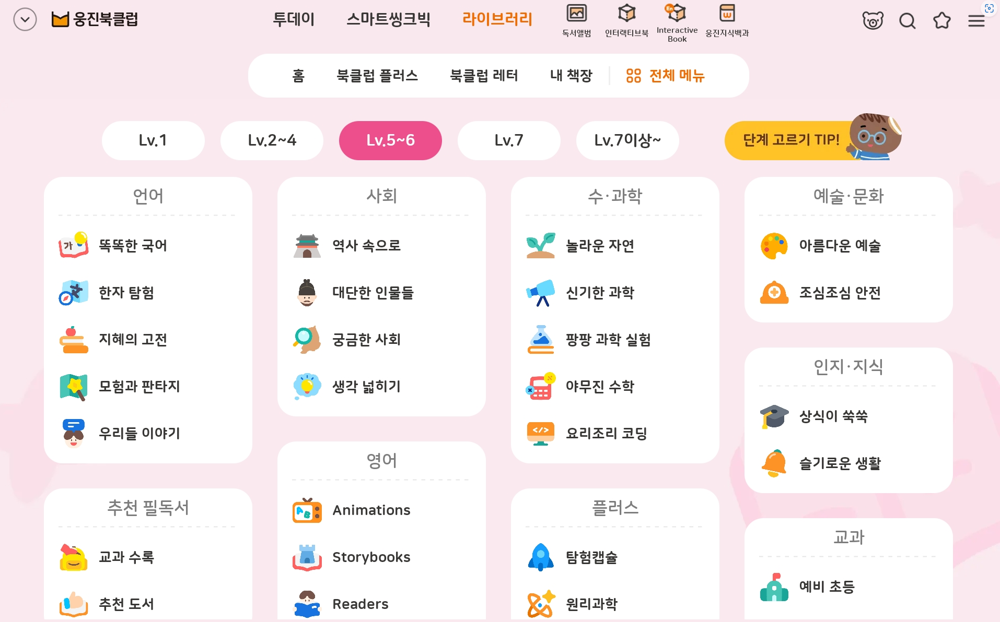 웅진북클럽
투데이
스마트씽크빅
라이브러리
독서앨범
인터랙티브북
En
Interactive
Book
w
웅진지식백과
홈
북클럽 플러스
북클럽 레터
내 책장
전체 메뉴
Lv.1
Lv.2~4
Lv.5~6
Lv.7
Lv.7이상~
단계 고르기 TIP!
언어
가
똑똑한 국어
한자 탐험
지혜의 고전
모험과 판타지
우리들 이야기
추천 필독서
교과 수록
추천 도서
사회
역사 속으로
대단한 인물들
궁금한 사회
생각 넓히기
영어
AB
Animations
Storybooks
Readers
수·과학
놀라운 자연
신기한 과학
팡팡 과학 실험
야무진 수학
</>
요리조리 코딩
플러스
탐험캡슐
원리과학
예술·문화
아름다운 예술
조심조심 안전
인지·지식
상식이 쑥쑥
슬기로운 생활
교과
예비 초등